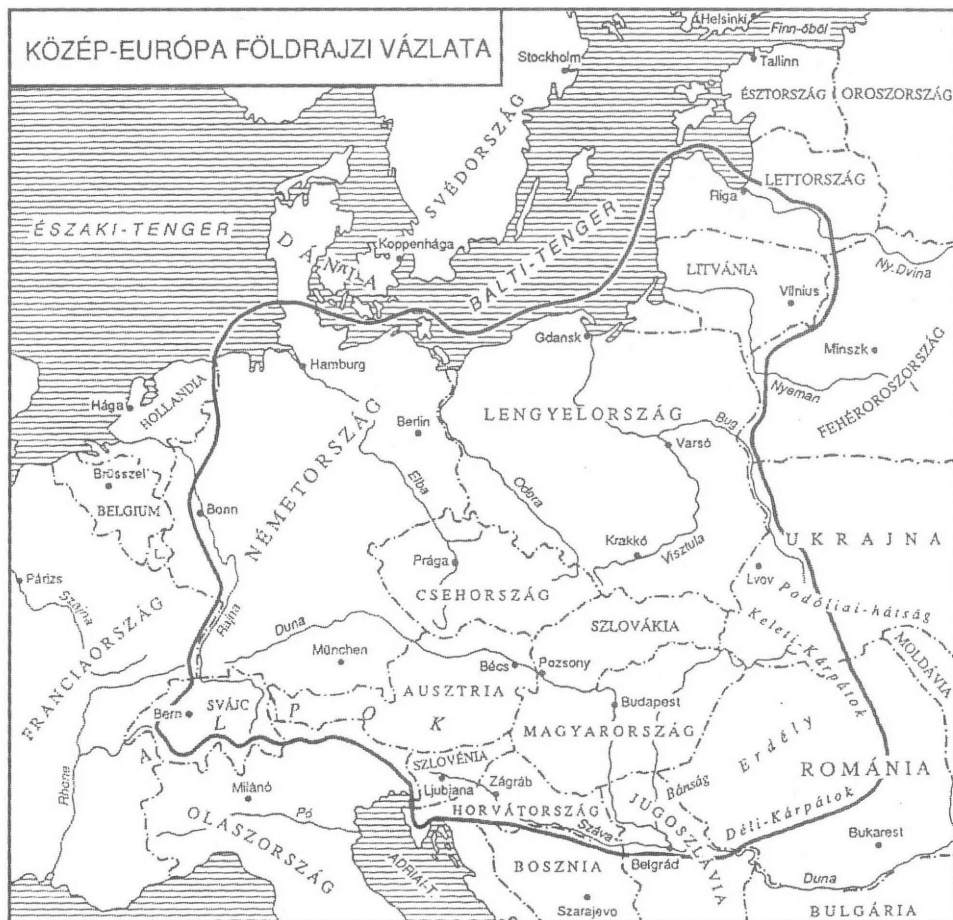 KÖZÉP-EURÓPA FÖLDRAJZI VÁZLATA
Helsinki
Finn-öböl
Stockholm
Tallinn
ÉSZTORSZÁG
OROSZORSZÁG
SVÉDORSZÁG
LETTORSZÁG
Riga
ÉSZAKI-TENGER
DÁNIA
Koppenhága
BALTI-TENGER
LITVÁNIA
Ny.Dvina
Vilnius
Gdansk
Minszk
Hamburg
Nyeman
FEHÉROROSZORSZÁG
Hága
HOLLANDIA
LENGYELORSZÁG
Berlin
Bug
Varsó
Brüsszel
BELGIUM
NÉMETORSZÁG
Elba
Odera
Bonn
L.
UKRAJNA
Krakkó
Visztula
Prága
Lvov
Párizs
Szajna
CSEHORSZÁG
Podóliai-hátság
FRANCIAORSZÁG
Rajna
Duna
SZLOVÁKIA
Keleti-Kárpátok
MOLDÁVIA
München
Bécs
Pozsony
AUSZTRIA
Budapest
Bern
SVÁJC
ALPOK
MAGYARORSZÁG
Erdély
SZLOVÉNIA
ROMÁNIA
Rhone
Milánó
Ljubjana
Zágráb
Bánság
HORVÁTORSZÁG
JUGOSZLÁVIA
Déli-Kárpátok
Pó
OLASZORSZÁG
Száva
Bukarest
ADRIAI-T
BOSZNIA
Belgrád
Duna
Szarajevo
BULGÁRIA